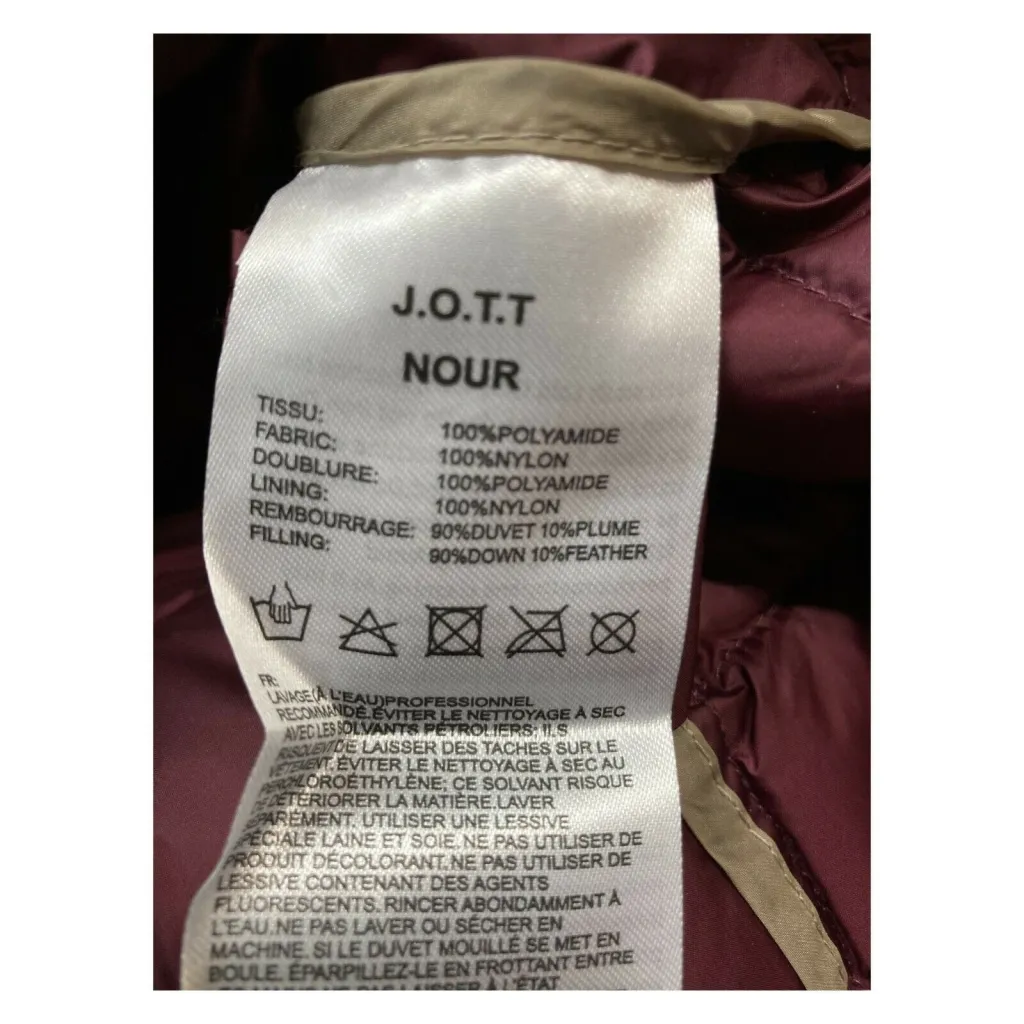 J.O.T.T
NOUR
TISSU: 100%POLYAMIDE
FABRIC: 100%NYLON
DOUBLURE: 100%POLYAMIDE
LINING: 100%NYLON
REMBOURRAGE: 90%DUVET 10%PLUME
FILLING: 90%DOWN 10%FEATHER
FR:
LAVAGE(À L'EAU)PROFESSIONNEL
RECOMMANDÉ.ÉVITER LE NETTOYAGE À SEC
AVEC LES SOLVANTS PÉTROLIERS; ILS
RISQUENT DE LAISSER DES TACHES SUR LE
VÊTEMENT. ÉVITER LE NETTOYAGE À SEC AU
PERCHLOROÉTHYLÈNE; CE SOLVANT RISQUE
DE DÉTÉRIORER LA MATIÈRE.LAVER
SÉPARÉMENT. UTILISER UNE LESSIVE
SPÉCIALE LAINE ET SOIE. NE PAS UTILISER DE
PRODUIT DÉCOLORANT. NE PAS UTILISER DE
LESSIVE CONTENANT DES AGENTS
FLUORESCENTS. RINCER ABONDAMMENT À
L'EAU.NE PAS LAVER OU SÉCHER EN
MACHINE. SI LE DUVET MOUILLÉ SE MET EN
BOULE, ÉPARPILLEZ-LE EN FROTTANT ENTRE
PAS LAISSER À L'ÉTAT